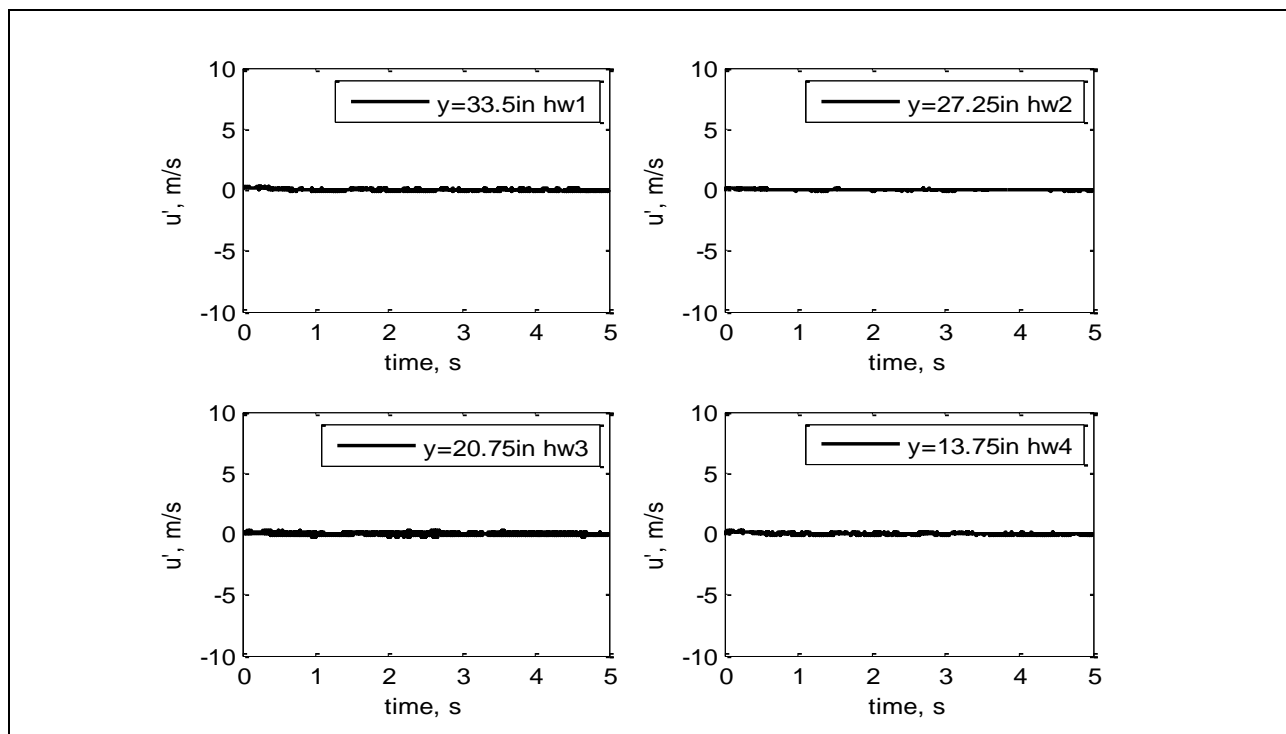 10
5
0
-5
-10
u', m/s
y=33.5in hw1
0 1 2 3 4 5
time, s
10
5
0
-5
-10
u', m/s
y=27.25in hw2
0 1 2 3 4 5
time, s
10
5
0
-5
-10
u', m/s
y=20.75in hw3
0 1 2 3 4 5
time, s
10
5
0
-5
-10
u', m/s
y=13.75in hw4
0 1 2 3 4 5
time, s